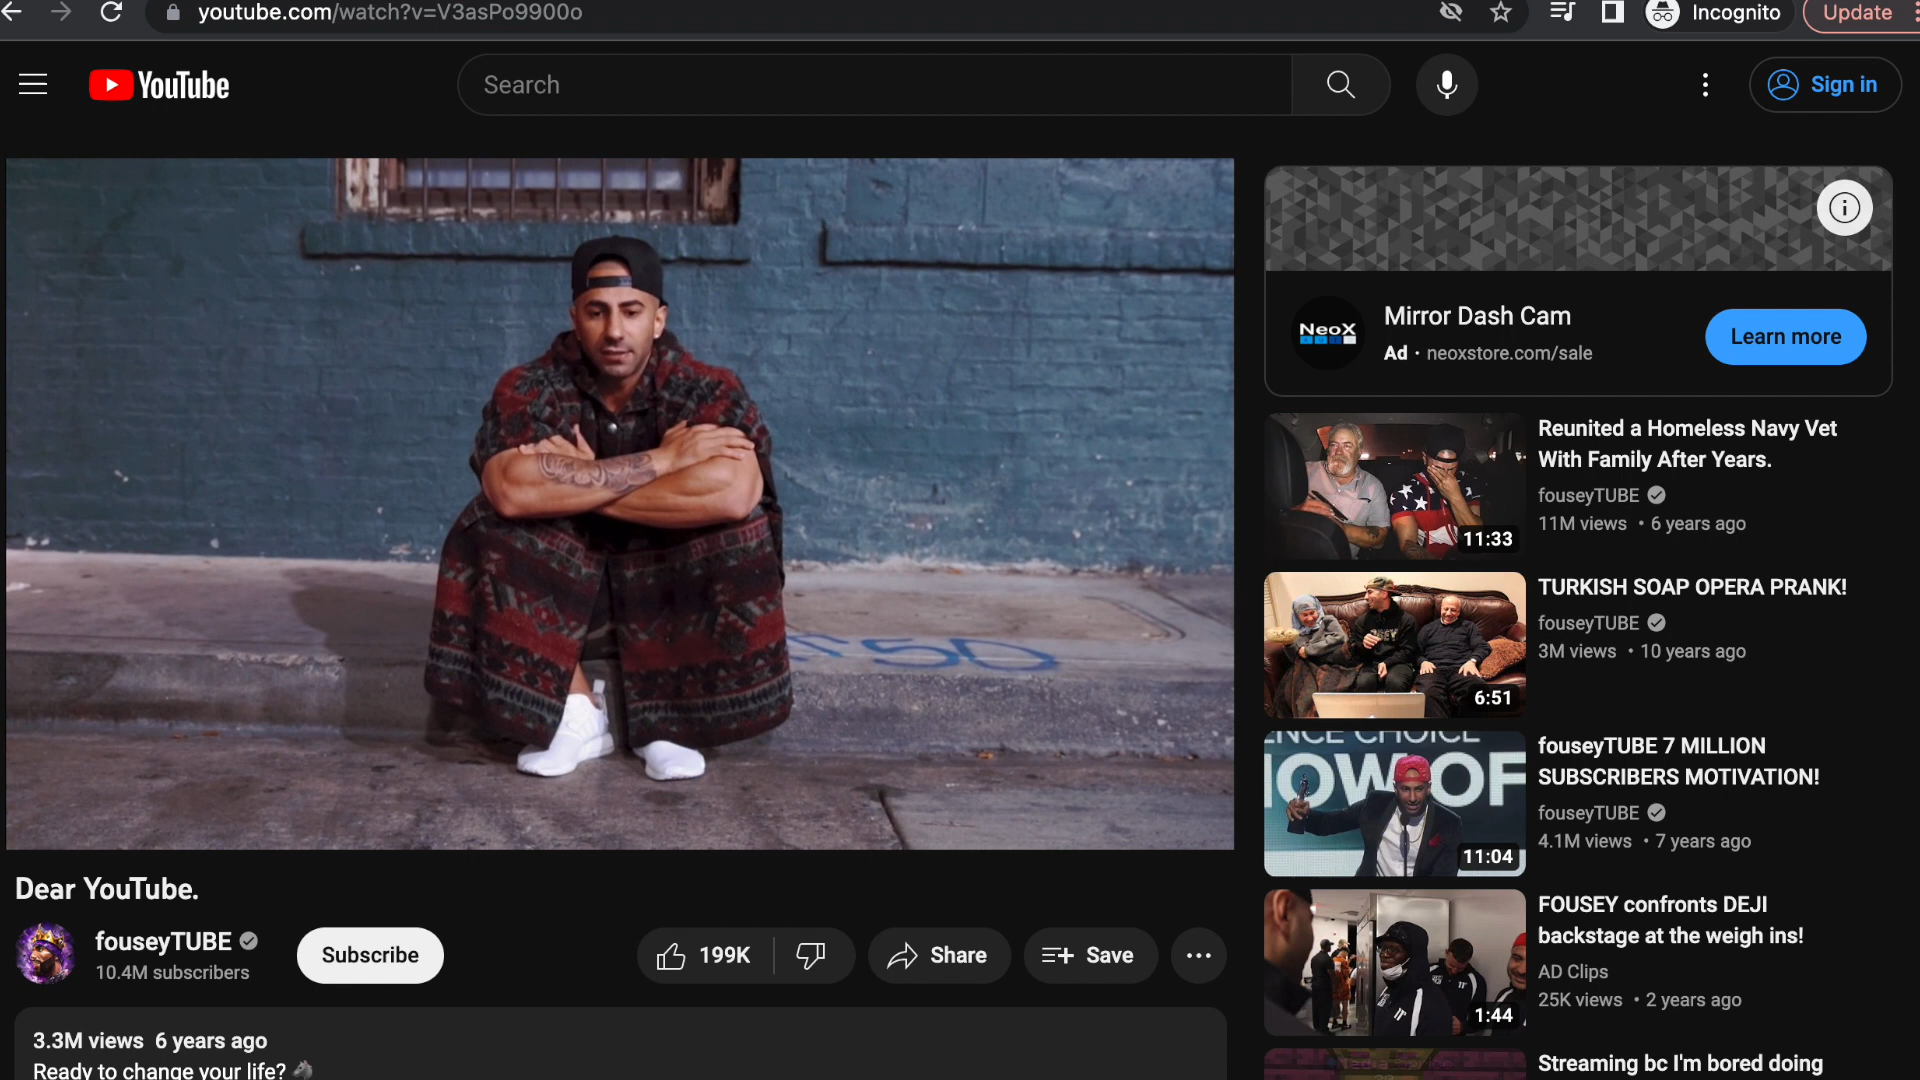 youtube.com/watch?v=V3asPo9900o
Incognito
Update
YouTube
Search
Sign in
Mirror Dash Cam
NeoX
Ad · neoxstore.com/sale
Learn more
11:33
Reunited a Homeless Navy Vet
With Family After Years.
fouseyTUBE
11M views • 6 years ago
6:51
TURKISH SOAP OPERA PRANK!
fouseyTUBE
3M views • 10 years ago
ENCE CHOICE
OW OF
11:04
fouseyTUBE 7 MILLION
SUBSCRIBERS MOTIVATION!
fouseyTUBE
4.1M views • 7 years ago
1:44
FOUSEY confronts DEJI
backstage at the weigh ins!
AD Clips
25K views • 2 years ago
Streaming bc I'm bored doing
Dear YouTube.
fouseyTUBE
10.4M subscribers
Subscribe
199K
Share
Save
3.3M views 6 years ago
Ready to change your life?